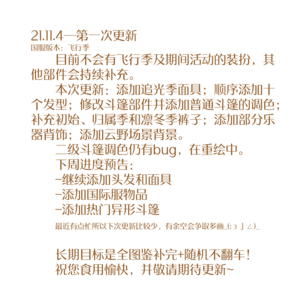 21.11.4—第一次更新
国服版本：飞行季
目前不会有飞行季及期间活动的装扮，其
他部件会持续补充。
本次更新：添加追光季面具；顺序添加十
个发型；修改斗篷部件并添加普通斗篷的调色；
补充初始、归属季和凛冬季裤子；添加部分乐
器背饰；添加云野场景背景。
二级斗篷调色仍有bug，在重绘中。
下周进度预告：
-继续添加头发和面具
-添加国际服物品
-添加热门异形斗篷
最近有点忙所以下次更新比较少，有余空会争取多画_(:з｣∠)_
长期目标是全图鉴补完+随机不翻车！
祝您食用愉快，并敬请期待更新~